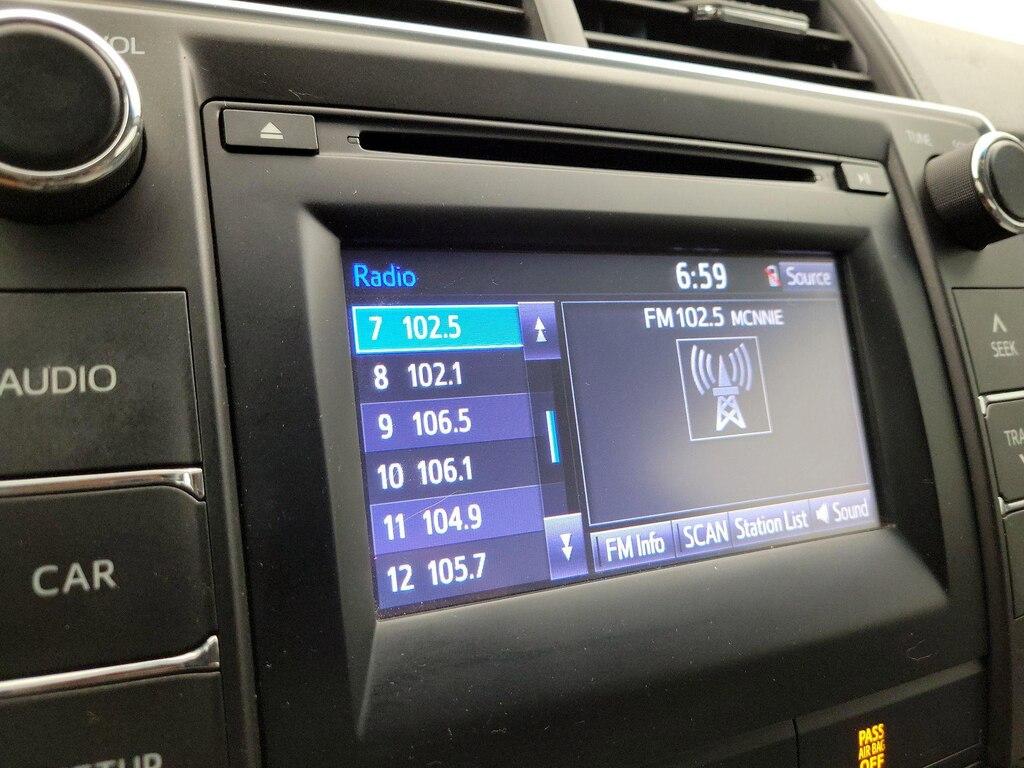 VOL
TUNE
Radio
6:59
Source
7 102.5
FM 102.5 MCNNIE
8 102.1
9 106.5
10 106.1
11 104.9
12 105.7
FM Info
SCAN
Station List
Sound
AUDIO
CAR
SEEK
PASS
AIR BAG
OFF